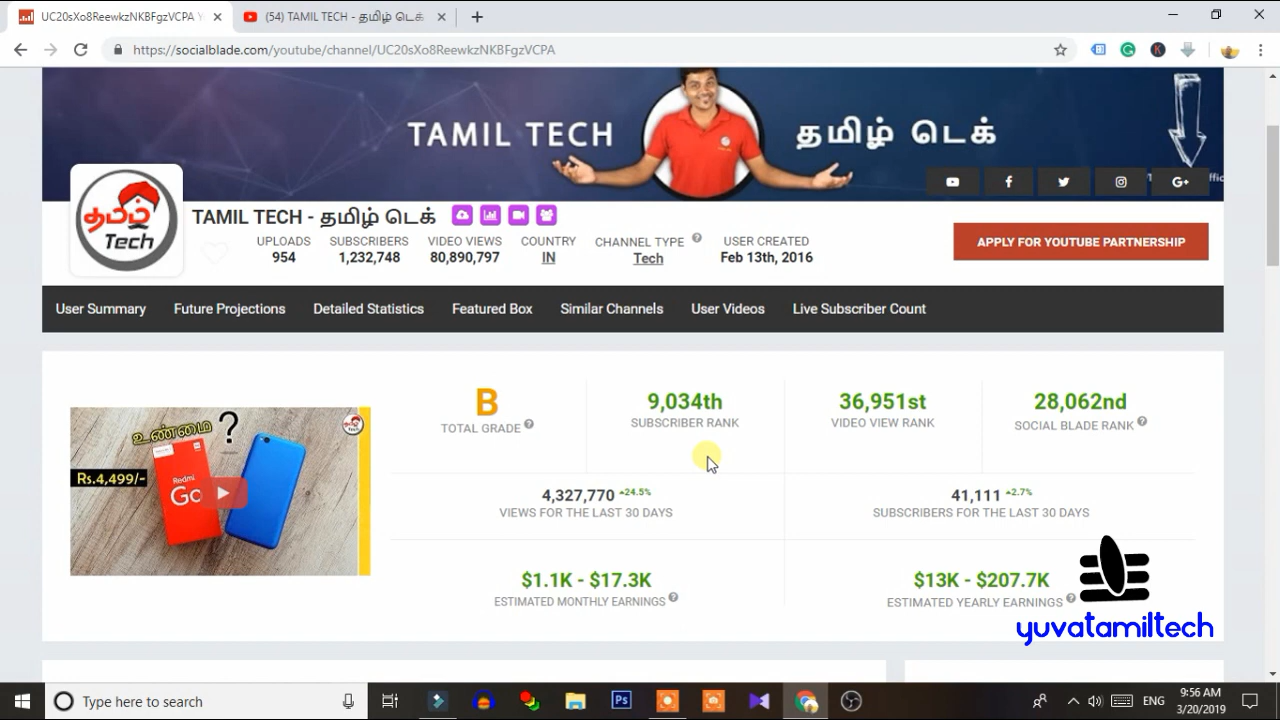 UC20sXo8ReewkzNKBFgzVCPA Y
(54) TAMIL TECH - தமிழ் டெக்
https://socialblade.com/youtube/channel/UC20sXo8ReewkzNKBFgzVCPA
TAMIL TECH
தமிழ் டெக்
G+
தமிழ்
Tech
TAMIL TECH - தமிழ் டெக்
UPLOADS
954
SUBSCRIBERS
1,232,748
VIDEO VIEWS
80,890,797
COUNTRY
IN
CHANNEL TYPE
Tech
USER CREATED
Feb 13th, 2016
APPLY FOR YOUTUBE PARTNERSHIP
User Summary
Future Projections
Detailed Statistics
Featured Box
Similar Channels
User Videos
Live Subscriber Count
உண்மை ?
Rs.4,499/-
Redmi
Go
B
TOTAL GRADE
9,034th
SUBSCRIBER RANK
36,951st
VIDEO VIEW RANK
28,062nd
SOCIAL BLADE RANK
4,327,770 24.5%
VIEWS FOR THE LAST 30 DAYS
41,111 2.7%
SUBSCRIBERS FOR THE LAST 30 DAYS
$1.1K - $17.3K
ESTIMATED MONTHLY EARNINGS
$13K - $207.7K
ESTIMATED YEARLY EARNINGS
yuvatamiltech
Type here to search
Ps
ENG
9:56 AM
3/20/2019